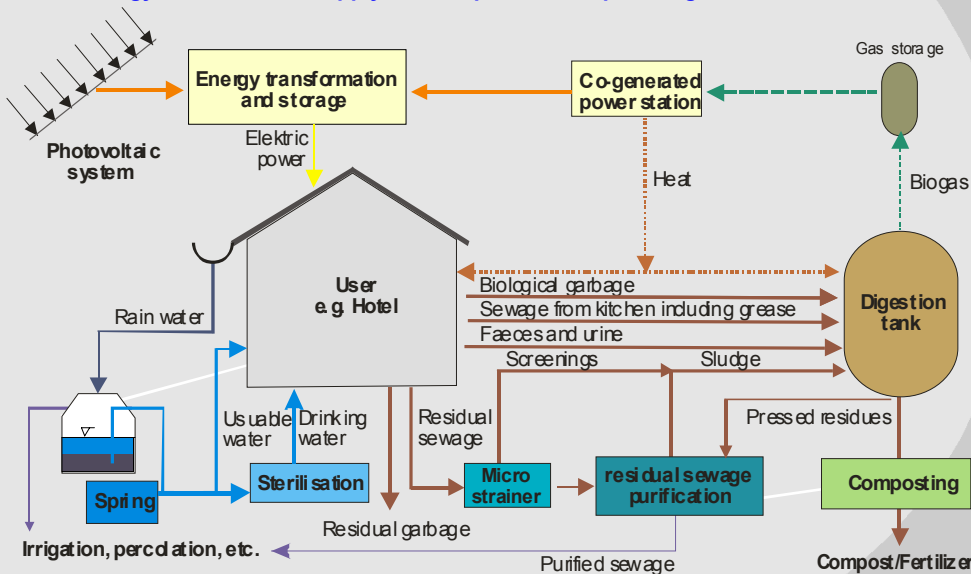 Gas storage
Energy transformation
and storage
Co-generated
power station
Photovoltaic
system
Elektric
power
Heat
Biogas
User
e.g. Hotel
Biological garbage
Sewage from kitchen including grease
Faeces and urine
Screenings
Sludge
Digestion
tank
Rain water
Usuable
water
Drinking
water
Residual
sewage
Pressed residues
Spring
Sterilisation
Micro
strainer
residual sewage
purification
Composting
Residual garbage
Irrigation, percolation, etc.
Purified sewage
Compost/Fertilizer